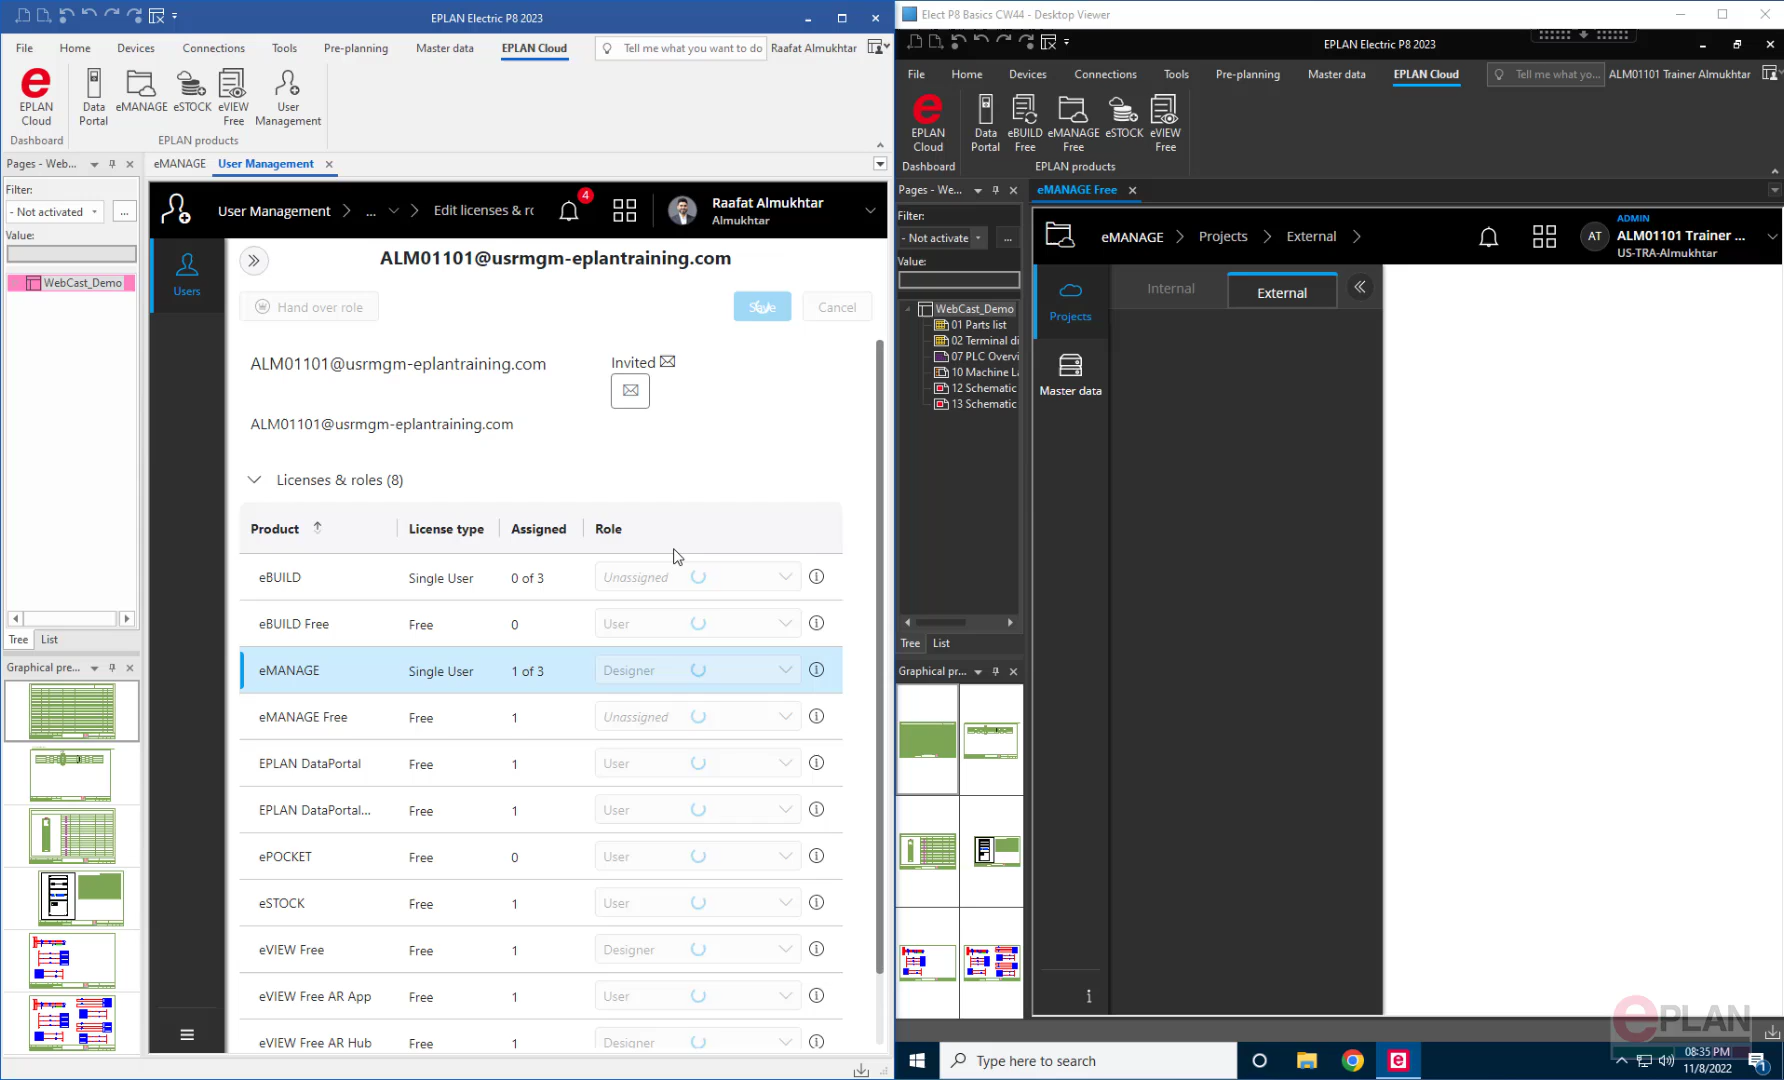 EPLAN Electric P8 2023
File
Home
Devices
Connections
Tools
Pre-planning
Master data
EPLAN Cloud
Tell me what you want to do
Raafat Almukhtar
EPLAN Cloud
Data Portal
eMANAGE
eSTOCK
eVIEW Free
User Management
Dashboard
EPLAN products
Pages - Web...
eMANAGE
User Management
Filter:
- Not activated
...
Value:
WebCast_Demo
Tree
List
Graphical pre...
User Management
...
Edit licenses & ro
4
Raafat Almukhtar
Almukhtar
Users
ALM01101@usrmgm-eplantraining.com
Hand over role
Save
Cancel
ALM01101@usrmgm-eplantraining.com
Invited
ALM01101@usrmgm-eplantraining.com
Licenses & roles (8)
Product
License type
Assigned
Role
eBUILD
Single User
0 of 3
Unassigned
eBUILD Free
Free
0
User
eMANAGE
Single User
1 of 3
Designer
eMANAGE Free
Free
1
Unassigned
EPLAN DataPortal
Free
1
User
EPLAN DataPortal...
Free
1
User
ePOCKET
Free
0
User
eSTOCK
Free
1
User
eVIEW Free
Free
1
Designer
eVIEW Free AR App
Free
1
User
eVIEW Free AR Hub
Free
1
Designer
Elect P8 Basics CW44 - Desktop Viewer
EPLAN Electric P8 2023
File
Home
Devices
Connections
Tools
Pre-planning
Master data
EPLAN Cloud
Tell me what yo...
ALM01101 Trainer Almukhtar
EPLAN Cloud
Data Portal
eBUILD Free
eMANAGE Free
eSTOCK
eVIEW Free
Dashboard
EPLAN products
Pages - We...
eMANAGE Free
Filter:
- Not activate
...
Value:
WebCast_Demo
01 Parts list
02 Terminal di
07 PLC Overvi
10 Machine La
12 Schematic
13 Schematic
Tree
List
Graphical pr...
eMANAGE
Projects
External
AT
ADMIN
ALM01101 Trainer ...
US-TRA-Almukhtar
Projects
Internal
External
Master data
i
ePLAN
Type here to search
e
08:35 PM
11/8/2022
1